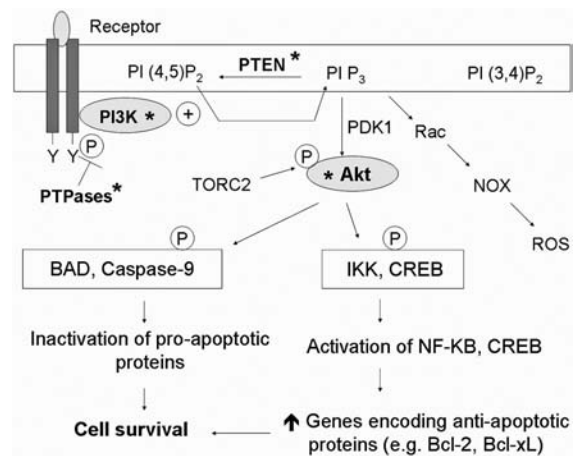 Receptor
PTEN *
PI (4,5)P2
PI P3
PI (3,4)P2
PI3K *
+
P
PDK1
Rac
Y Y
PTPases*
TORC2
P
* Akt
NOX
ROS
P
BAD, Caspase-9
P
IKK, CREB
Inactivation of pro-apoptotic
proteins
Activation of NF-KB, CREB
Cell survival
Genes encoding anti-apoptotic
proteins (e.g. Bcl-2, Bcl-xL)